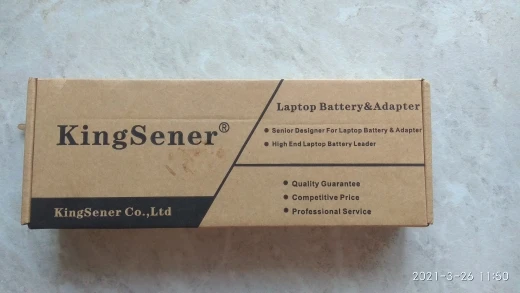 KingSener®
KingSener Co.,Ltd
Laptop Battery&Adapter
● Senior Designer For Laptop Battery & Adapter
● High End Laptop Battary Leader
● Quality Guarantee
● Competitive Price
● Professional Service
2021-3-26 11:50